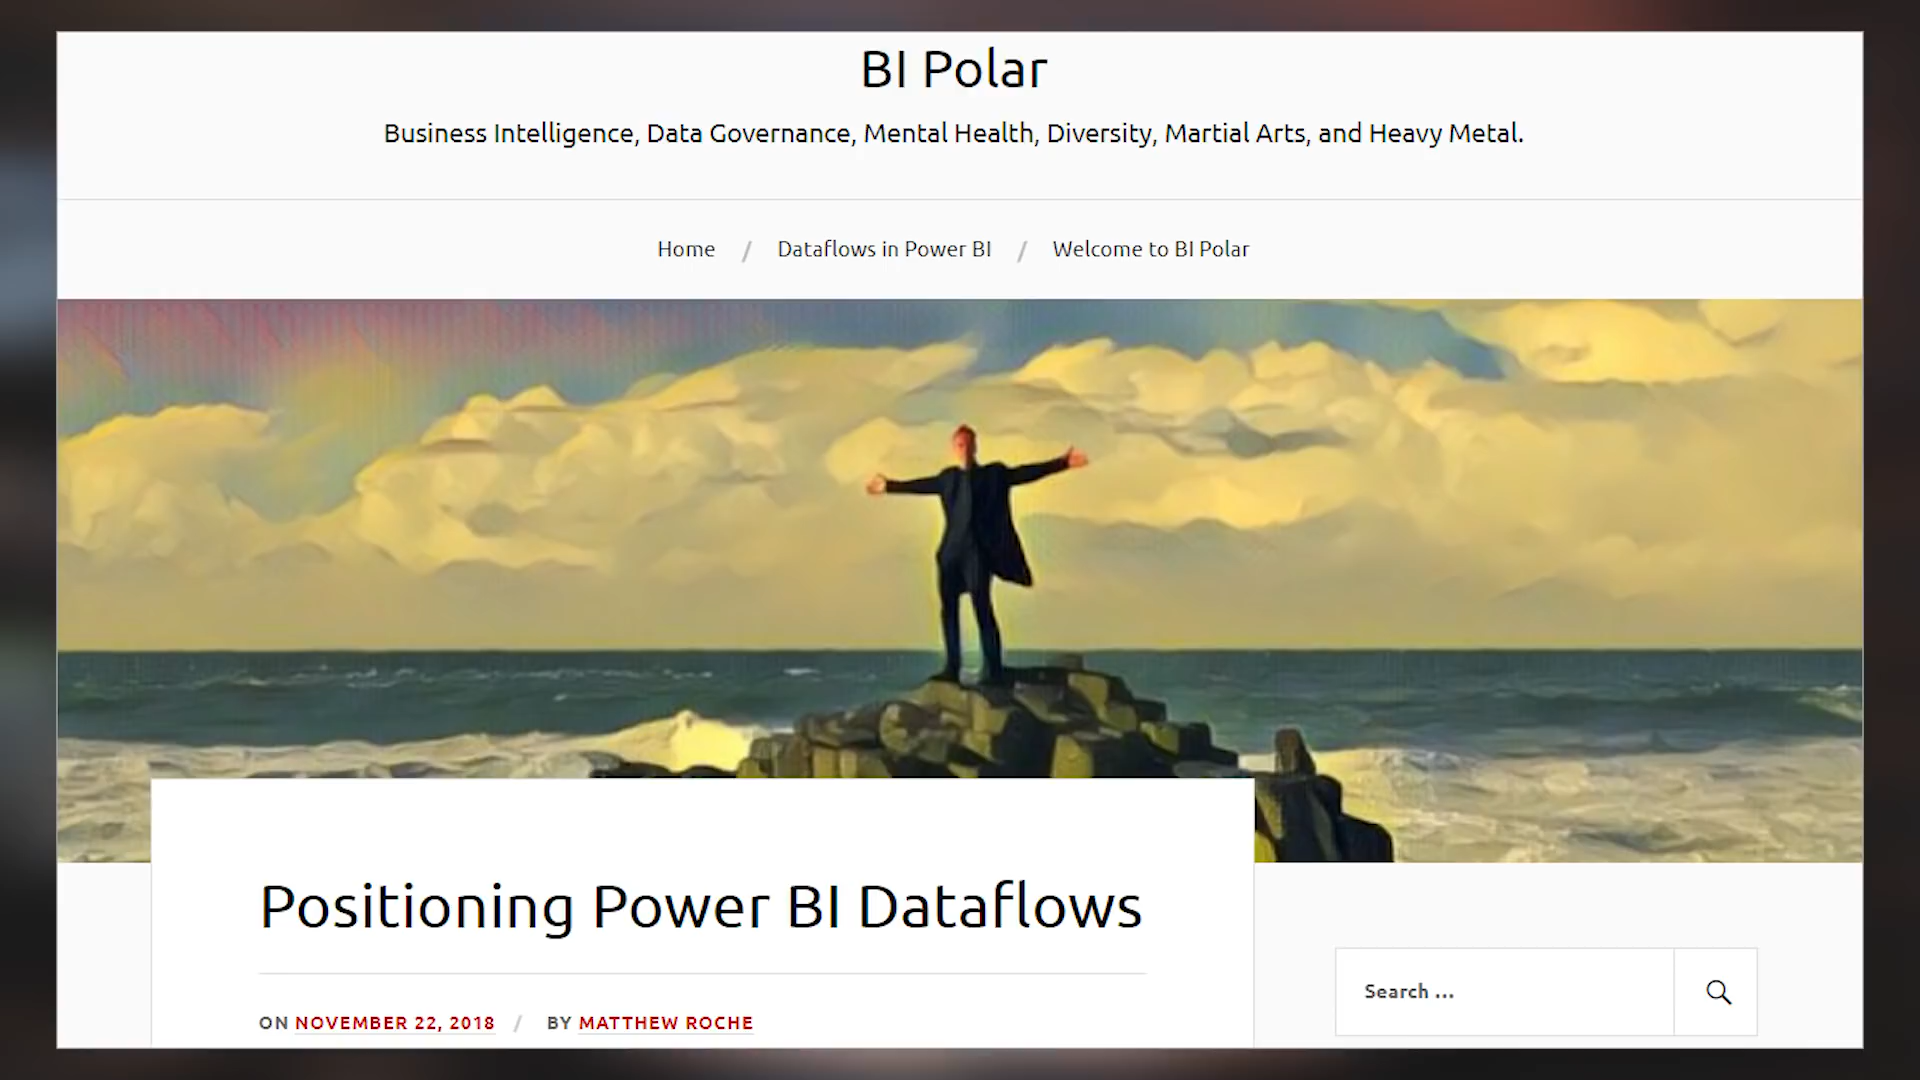 BI Polar
Business Intelligence, Data Governance, Mental Health, Diversity, Martial Arts, and Heavy Metal.
Home / Dataflows in Power BI / Welcome to BI Polar
Positioning Power BI Dataflows
Search ...
ON NOVEMBER 22, 2018 / BY MATTHEW ROCHE